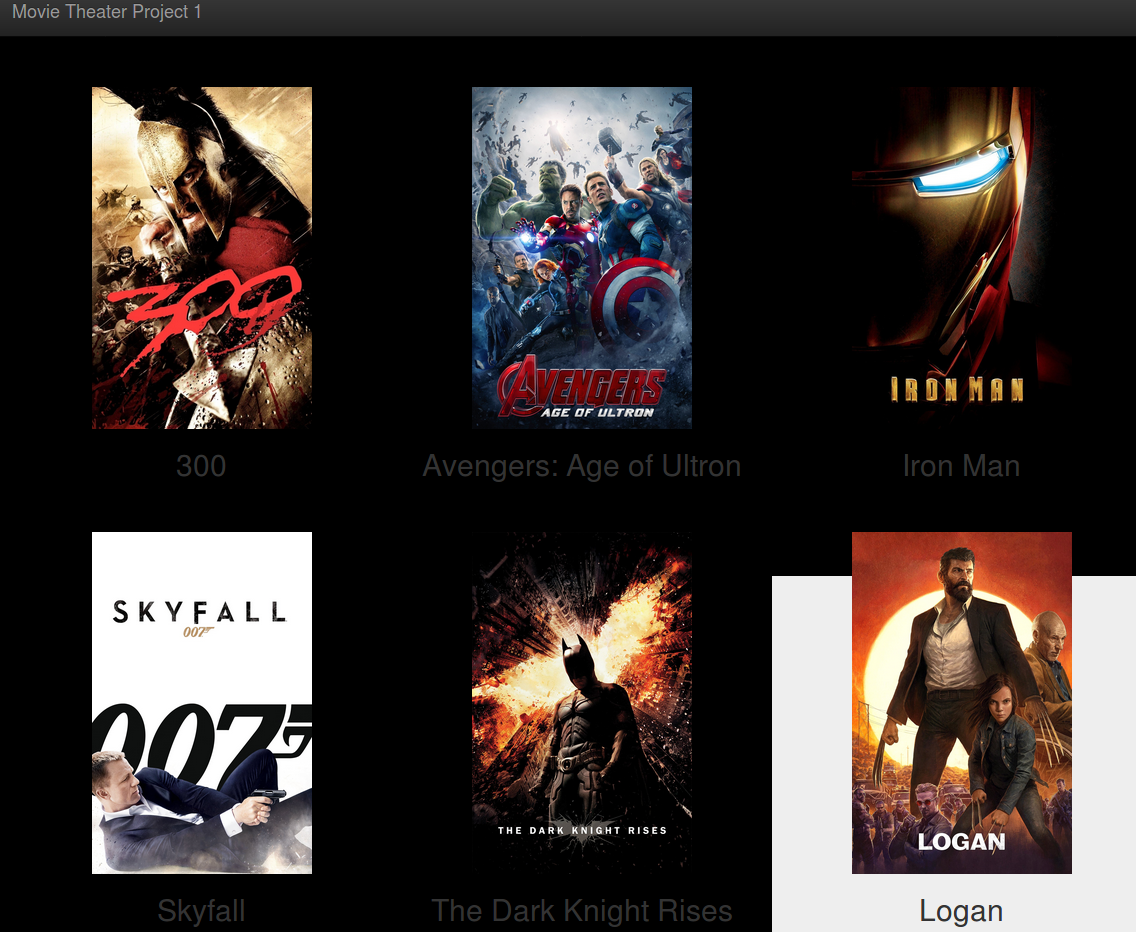 Movie Theater Project 1
300
AVENGERS
AGE OF ULTRON
IRON MAN
300
Avengers: Age of Ultron
Iron Man
SKYFALL
007
007
THE DARK KNIGHT RISES
LOGAN
Skyfall
The Dark Knight Rises
Logan